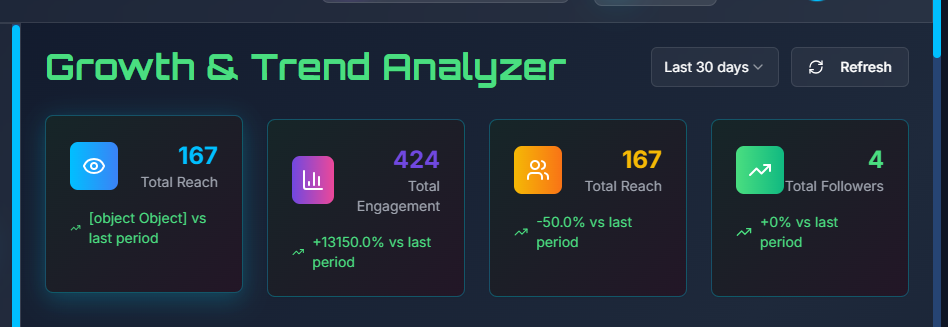 Growth & Trend Analyzer
Last 30 days
Refresh
167
Total Reach
[object Object] vs
last period
424
Total
Engagement
+13150.0% vs last
period
167
Total Reach
-50.0% vs last
period
4
Total Followers
+0% vs last
period